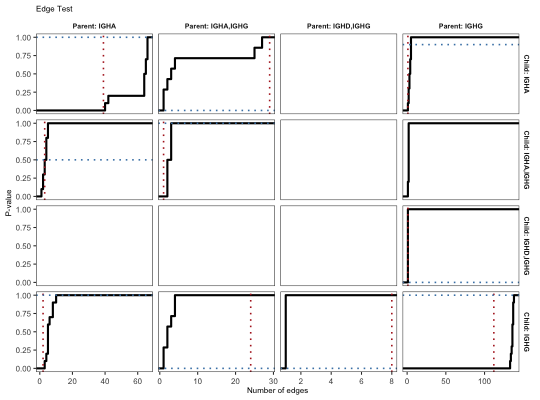 Edge Test
Parent: IGHA
Parent: IGHA,IGHG
Parent: IGHD,IGHG
Parent: IGHG
1.00
0.75
0.50
0.25
0.00
Child: IGHA
1.00
0.75
0.50
0.25
0.00
Child: IGHA,IGHG
P-value
1.00
0.75
0.50
0.25
0.00
Child: IGHD,IGHG
1.00
0.75
0.50
0.25
0.00
Child: IGHG
0 20 40 60
0 10 20 30
0 2 4 6 8
0 50 100
Number of edges